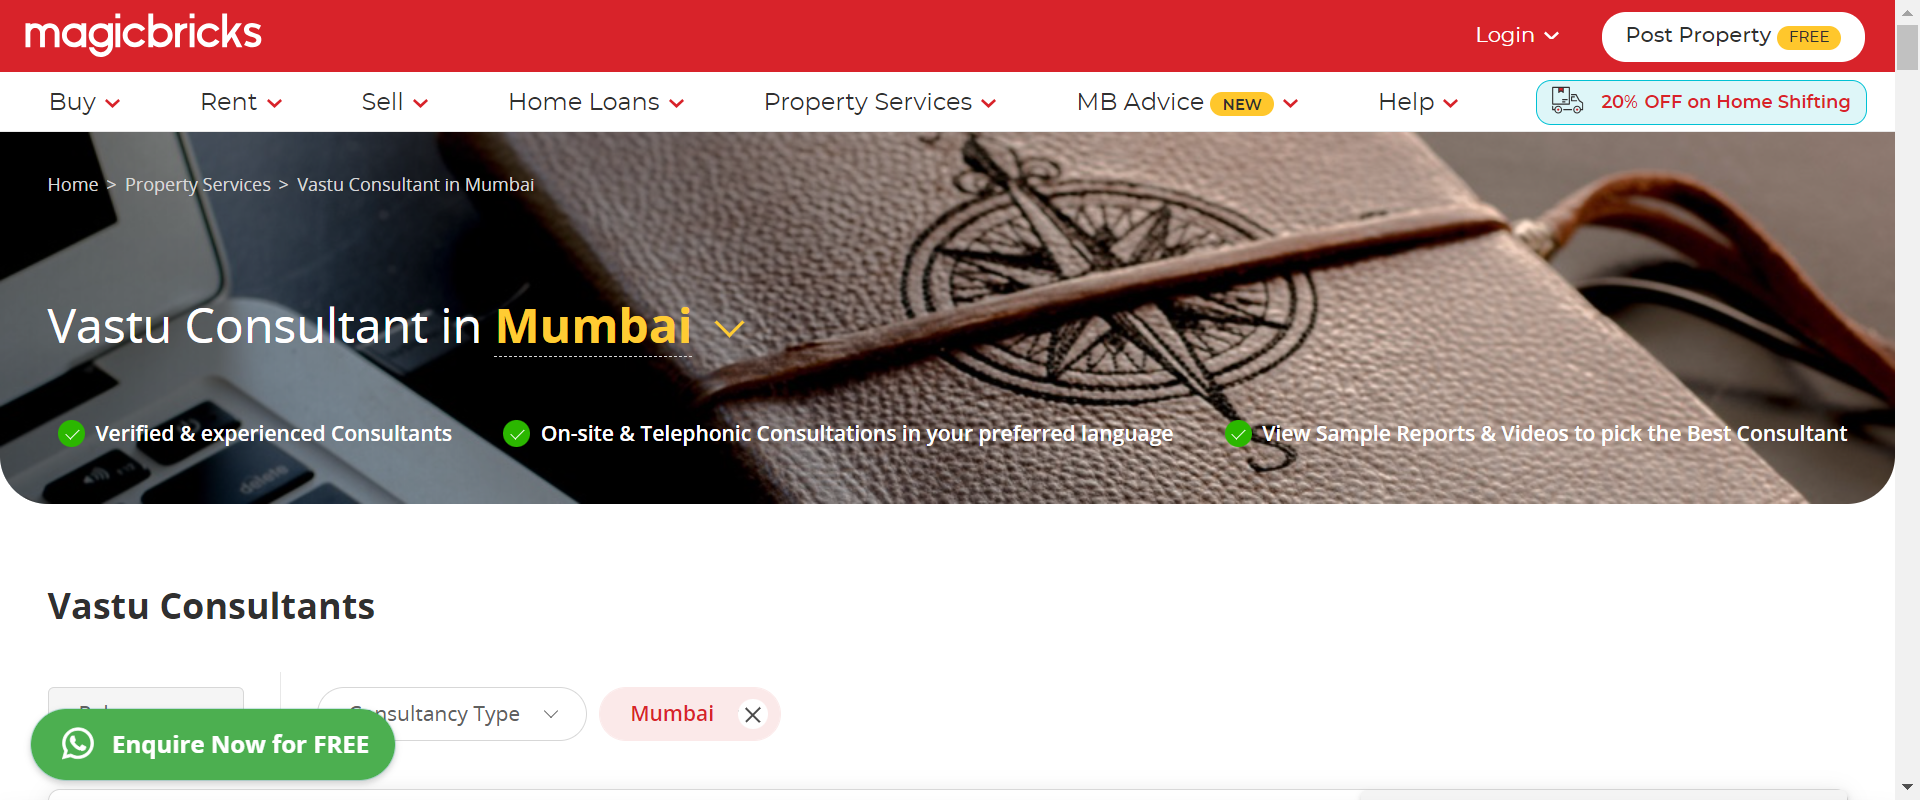 magicbricks
Login
Post Property FREE
Buy
Rent
Sell
Home Loans
Property Services
MB Advice NEW
Help
20% OFF on Home Shifting
Home > Property Services > Vastu Consultant in Mumbai
Vastu Consultant in Mumbai
Verified & experienced Consultants
On-site & Telephonic Consultations in your preferred language
View Sample Reports & Videos to pick the Best Consultant
delete
Vastu Consultants
Consultancy Type
Mumbai
Enquire Now for FREE